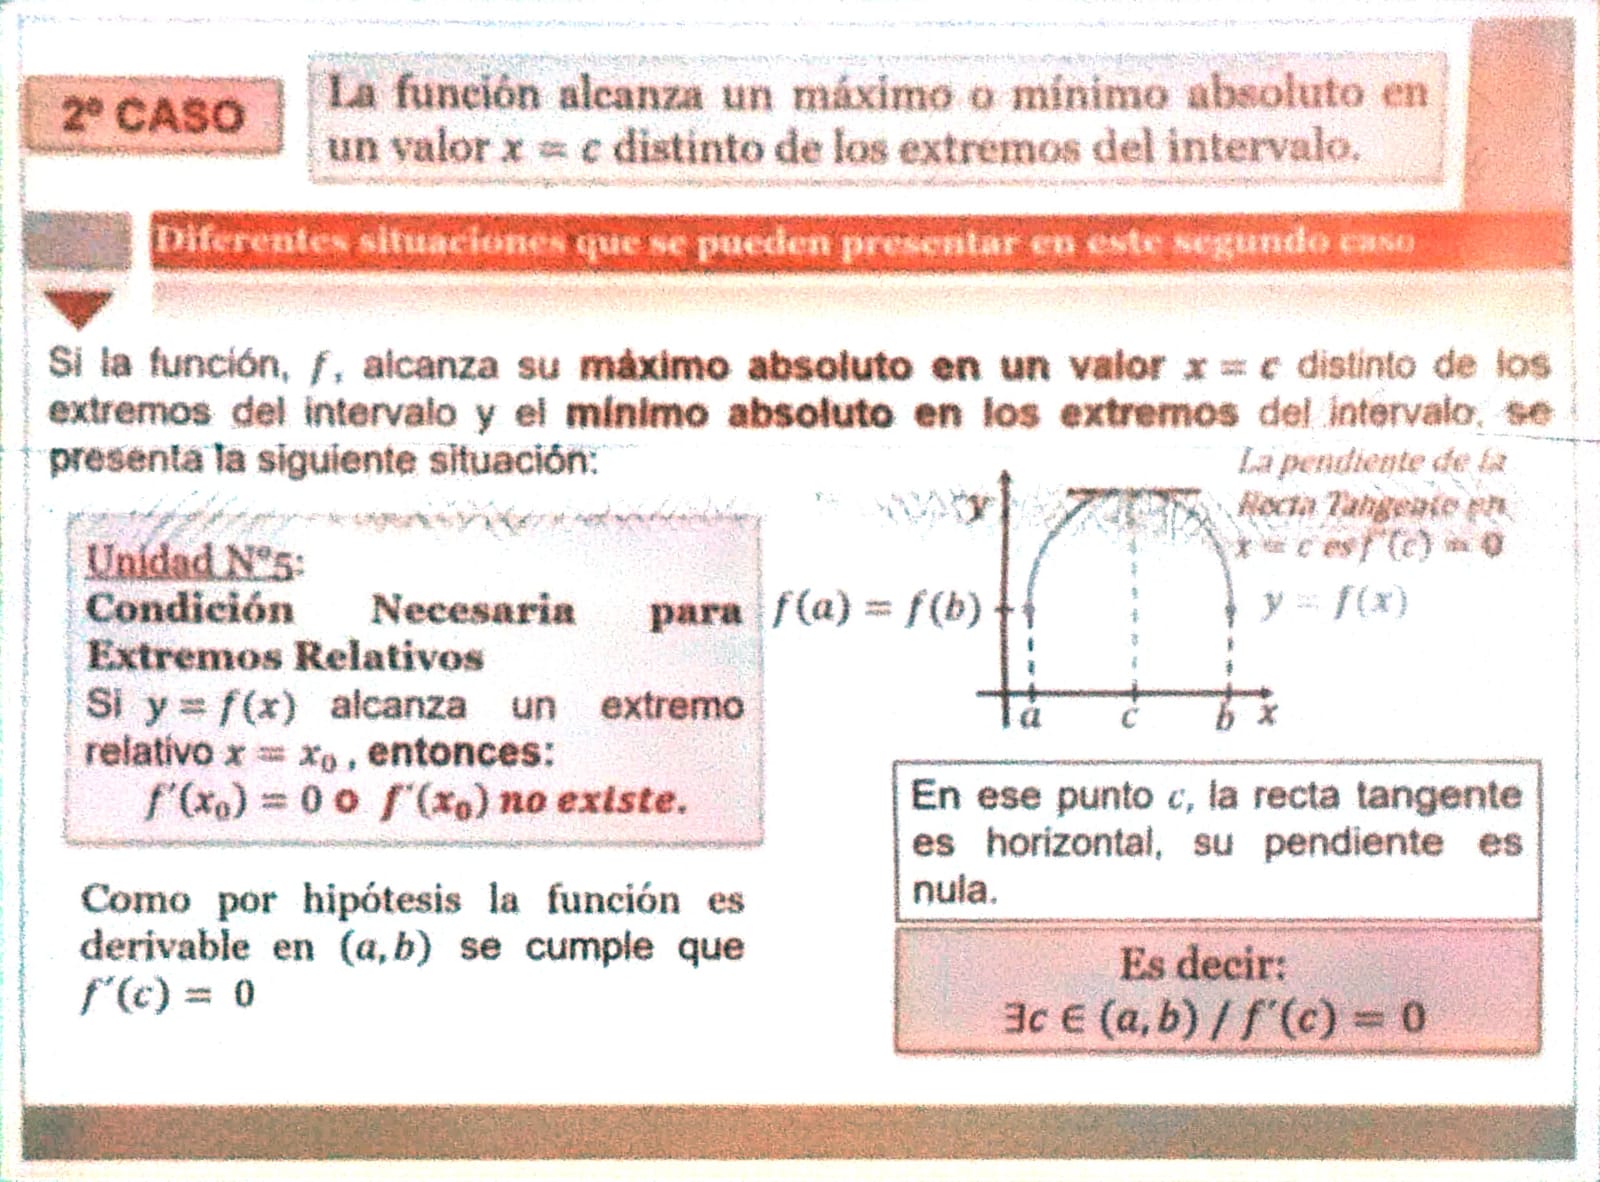 2º CASO
La función alcanza un máximo o mínimo absoluto en
un valor x = c distinto de los extremos del intervalo.
Diferentes situaciones que se pueden presentar en este segundo caso
Si la función, f, alcanza su máximo absoluto en un valor x = c distinto de los
extremos del intervalo y el mínimo absoluto en los extremos del intervalo, se
presenta la siguiente situación:
Unidad Nº5:
Condición Necesaria para
Extremos Relativos
Si y = f(x) alcanza un extremo
relativo x = x₀, entonces:
f´(x₀) = 0 o f´(x₀) no existe.
Como por hipótesis la función es
derivable en (a,b) se cumple que
f´(c) = 0
La pendiente de la
Recta Tangente en
x = c es f´(c) = 0
y
f(a) = f(b)
y = f(x)
a c b x
En ese punto c, la recta tangente
es horizontal, su pendiente es
nula.
Es decir:
∃c ∈ (a,b) / f´(c) = 0